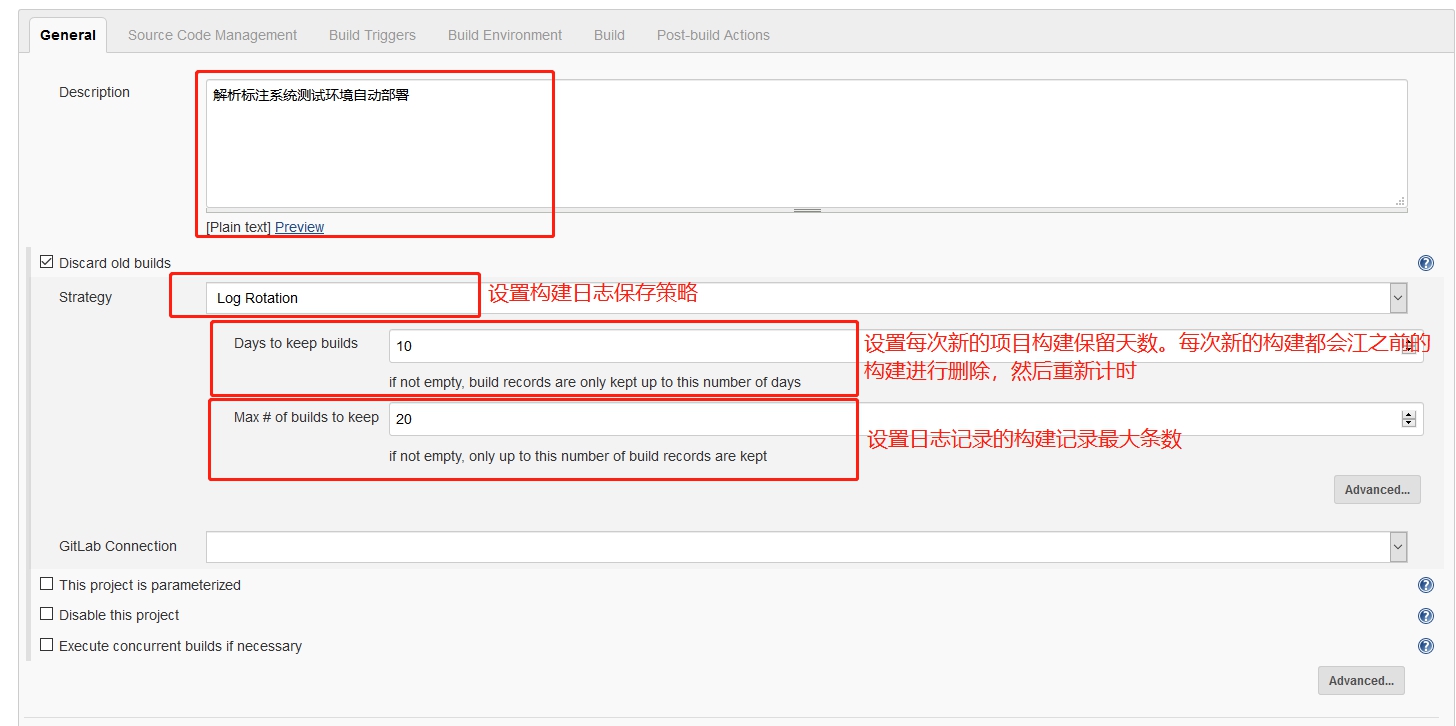 General Source Code Management Build Triggers Build Environment Build Post-build Actions
Description
解析标注系统测试环境自动部署
[Plain text] Preview
Discard old builds
Strategy Log Rotation 设置构建日志保存策略
Days to keep builds 10 设置每次新的项目构建保留天数。每次新的构建都会江之前的
构建进行删除，然后重新计时
if not empty, build records are only kept up to this number of days
Max # of builds to keep 20
设置日志记录的构建记录最大条数
if not empty, only up to this number of build records are kept
Advanced...
GitLab Connection
This project is parameterized
Disable this project
Execute concurrent builds if necessary
Advanced...